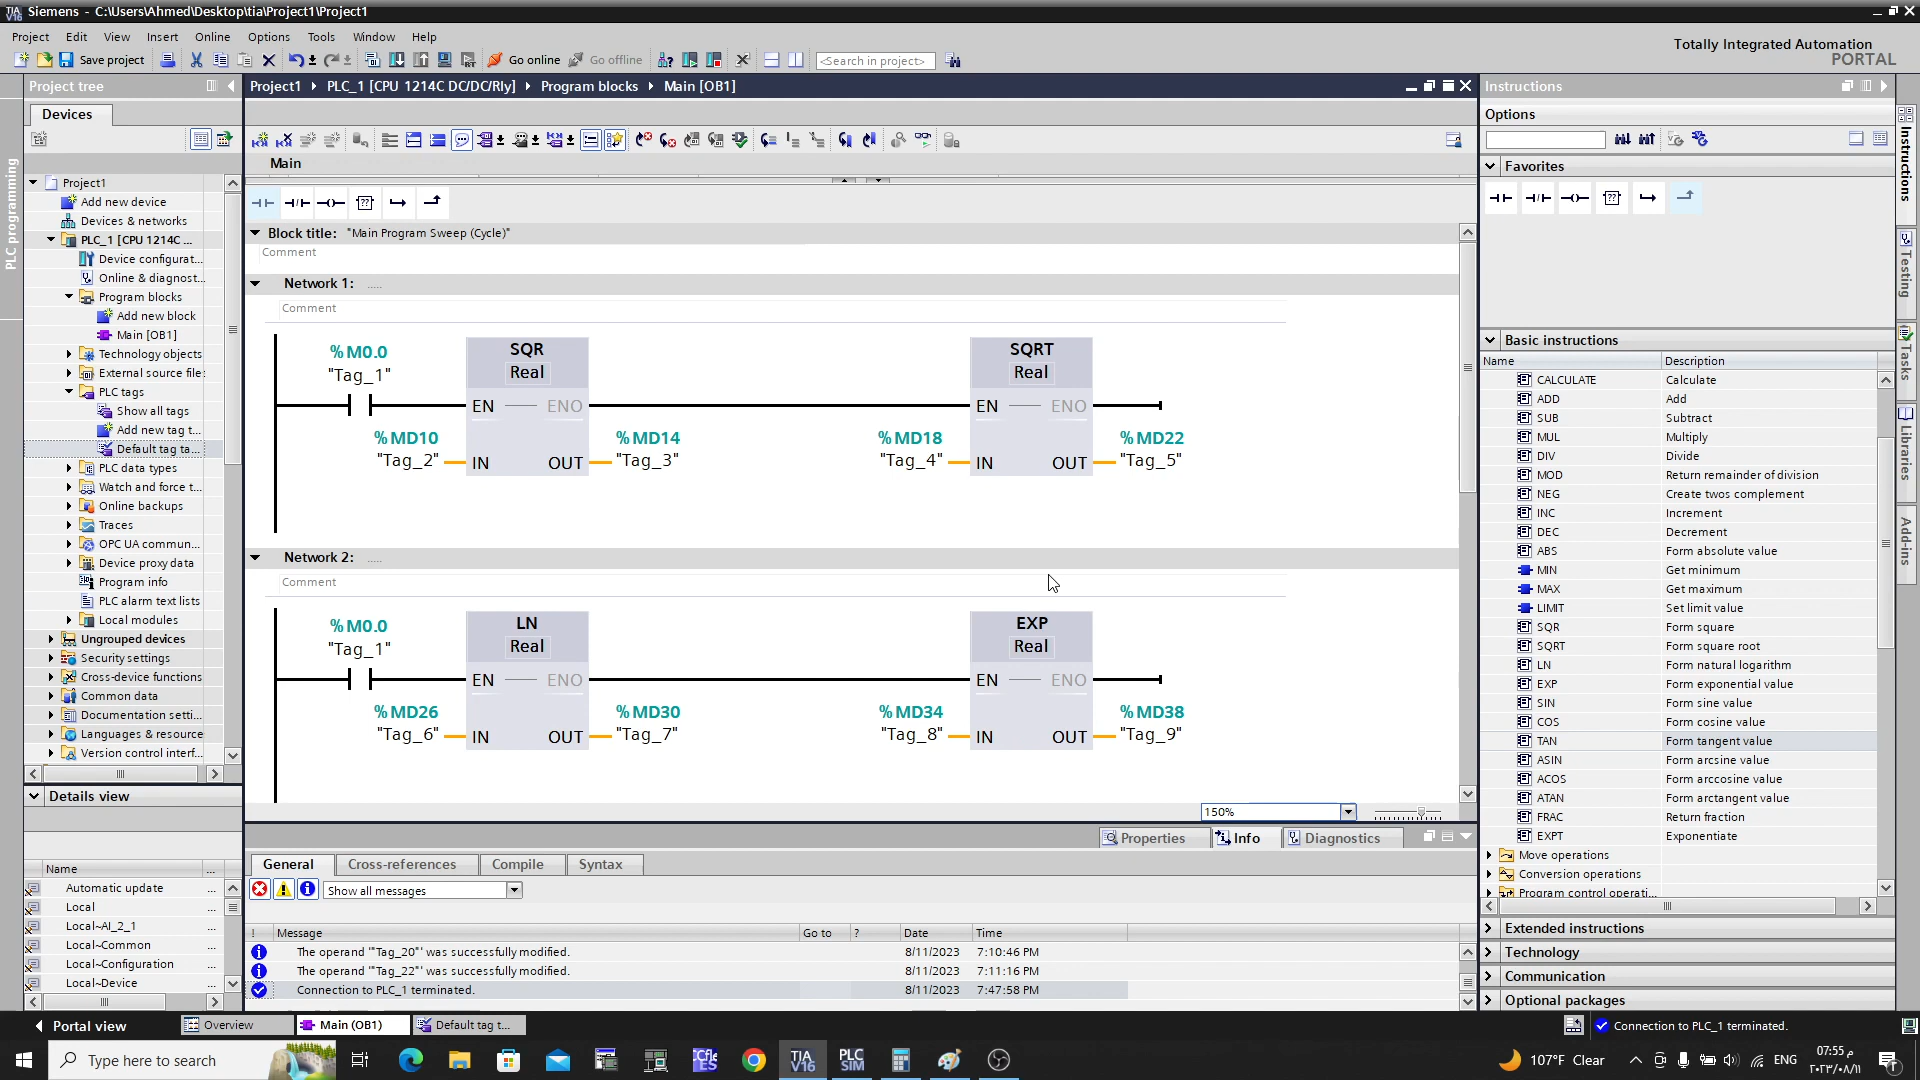 Siemens - C:\Users\Ahmed\Desktop\tia\Project1\Project1
Project Edit View Insert Online Options Tools Window Help
Totally Integrated Automation
PORTAL
Save project
Go online
Go offline
<Search in project>
Project tree
Project1 PLC_1 [CPU 1214C DC/DC/Rly] Program blocks Main [OB1]
Instructions
Devices
Options
PLC programming
Main
Project1
Add new device
Devices & networks
PLC_1 [CPU 1214C ...
Device configurat...
Online & diagnost...
Program blocks
Add new block
Main [OB1]
Technology objects
External source file:
PLC tags
Show all tags
Add new tag t...
Default tag ta...
PLC data types
Watch and force t...
Online backups
Traces
OPC UA commun...
Device proxy data
Program info
PLC alarm text lists
Local modules
Ungrouped devices
Security settings
Cross-device functions
Common data
Documentation setti...
Languages & resource
Version control interf...
Details view
Name ...
Automatic update ...
Local ...
Local~AI_2_1 ...
Local~Common ...
Local~Configuration ...
Local~Device ...
Block title: "Main Program Sweep (Cycle)"
Comment
Network 1: .....
Comment
%M0.0
"Tag_1"
SQR
Real
EN ENO
%MD10
"Tag_2"
IN OUT
%MD14
"Tag_3"
SQRT
Real
EN ENO
%MD18
"Tag_4"
IN OUT
%MD22
"Tag_5"
Network 2: .....
Comment
%M0.0
"Tag_1"
LN
Real
EN ENO
%MD26
"Tag_6"
IN OUT
%MD30
"Tag_7"
EXP
Real
EN ENO
%MD34
"Tag_8"
IN OUT
%MD38
"Tag_9"
150%
Properties Info Diagnostics
General Cross-references Compile Syntax
Show all messages
! Message Go to ? Date Time
The operand '"Tag_20"' was successfully modified. 8/11/2023 7:10:46 PM
The operand '"Tag_22"' was successfully modified. 8/11/2023 7:11:16 PM
Connection to PLC_1 terminated. 8/11/2023 7:47:58 PM
Favorites
Basic instructions
Name Description
CALCULATE Calculate
ADD Add
SUB Subtract
MUL Multiply
DIV Divide
MOD Return remainder of division
NEG Create twos complement
INC Increment
DEC Decrement
ABS Form absolute value
MIN Get minimum
MAX Get maximum
LIMIT Set limit value
SQR Form square
SQRT Form square root
LN Form natural logarithm
EXP Form exponential value
SIN Form sine value
COS Form cosine value
TAN Form tangent value
ASIN Form arcsine value
ACOS Form arccosine value
ATAN Form arctangent value
FRAC Return fraction
EXPT Exponentiate
Move operations
Conversion operations
Program control operati...
Extended instructions
Technology
Communication
Optional packages
Instructions
Testing
Tasks
Libraries
Add-ins
Portal view
Overview
Main (OB1)
Default tag t...
Connection to PLC_1 terminated.
Type here to search
TIA V16
PLC SIM
107°F Clear
ENG
07:55 م
٢٠٢٣/٠٨/١١